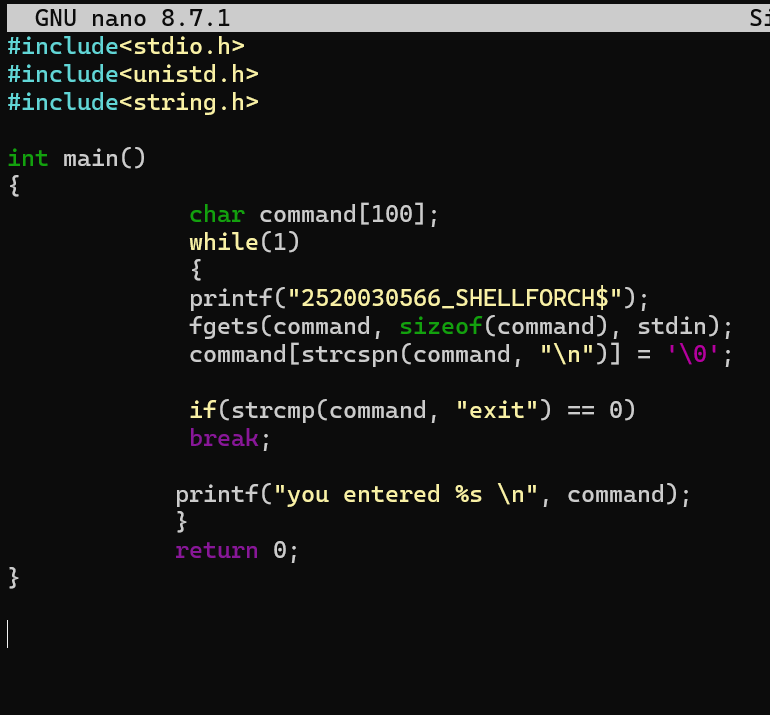 GNU nano 8.7.1 Si
#include<stdio.h>
#include<unistd.h>
#include<string.h>
int main()
{
char command[100];
while(1)
{
printf("2520030566_SHELLFORCH$");
fgets(command, sizeof(command), stdin);
command[strcspn(command, "\n")] = '\0';
if(strcmp(command, "exit") == 0)
break;
printf("you entered %s \n", command);
}
return 0;
}